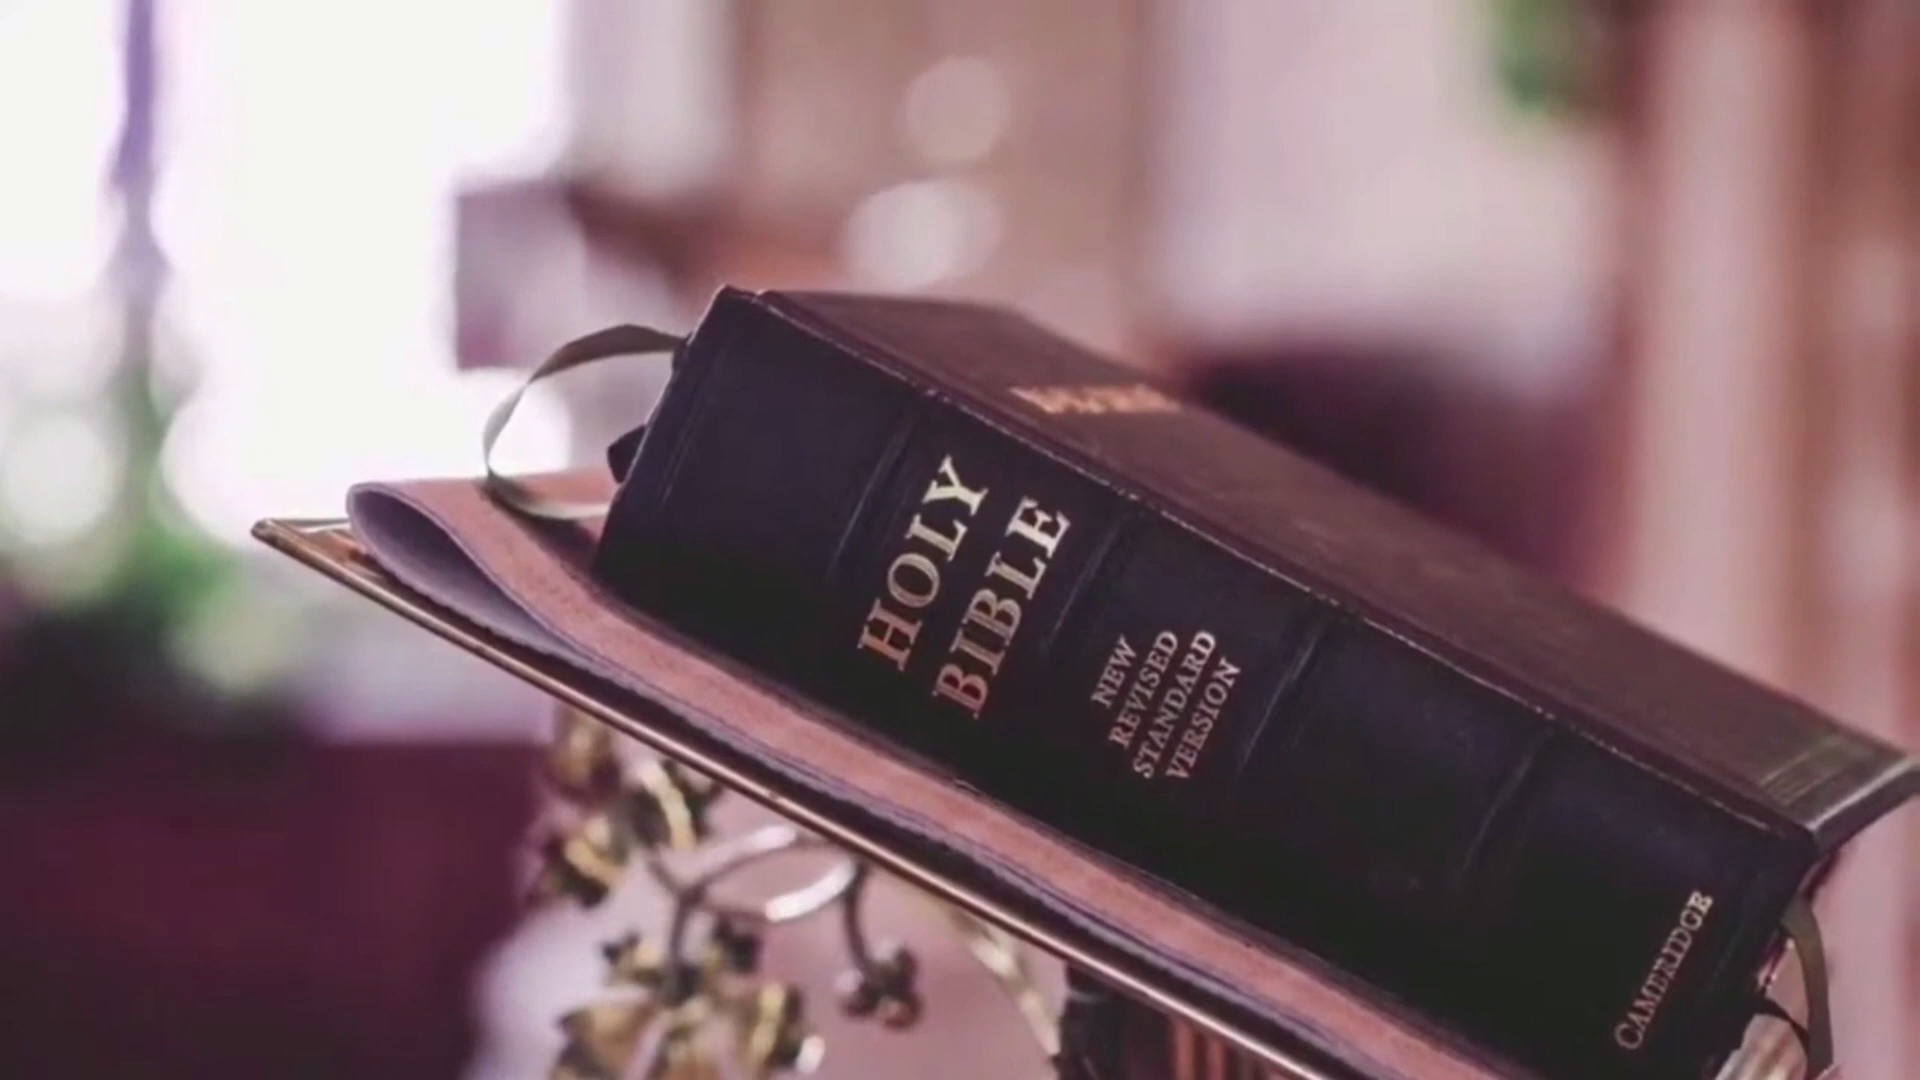 HOLY
BIBLE
NEW
REVISED
STANDARD
VERSION
CAMBRIDGE